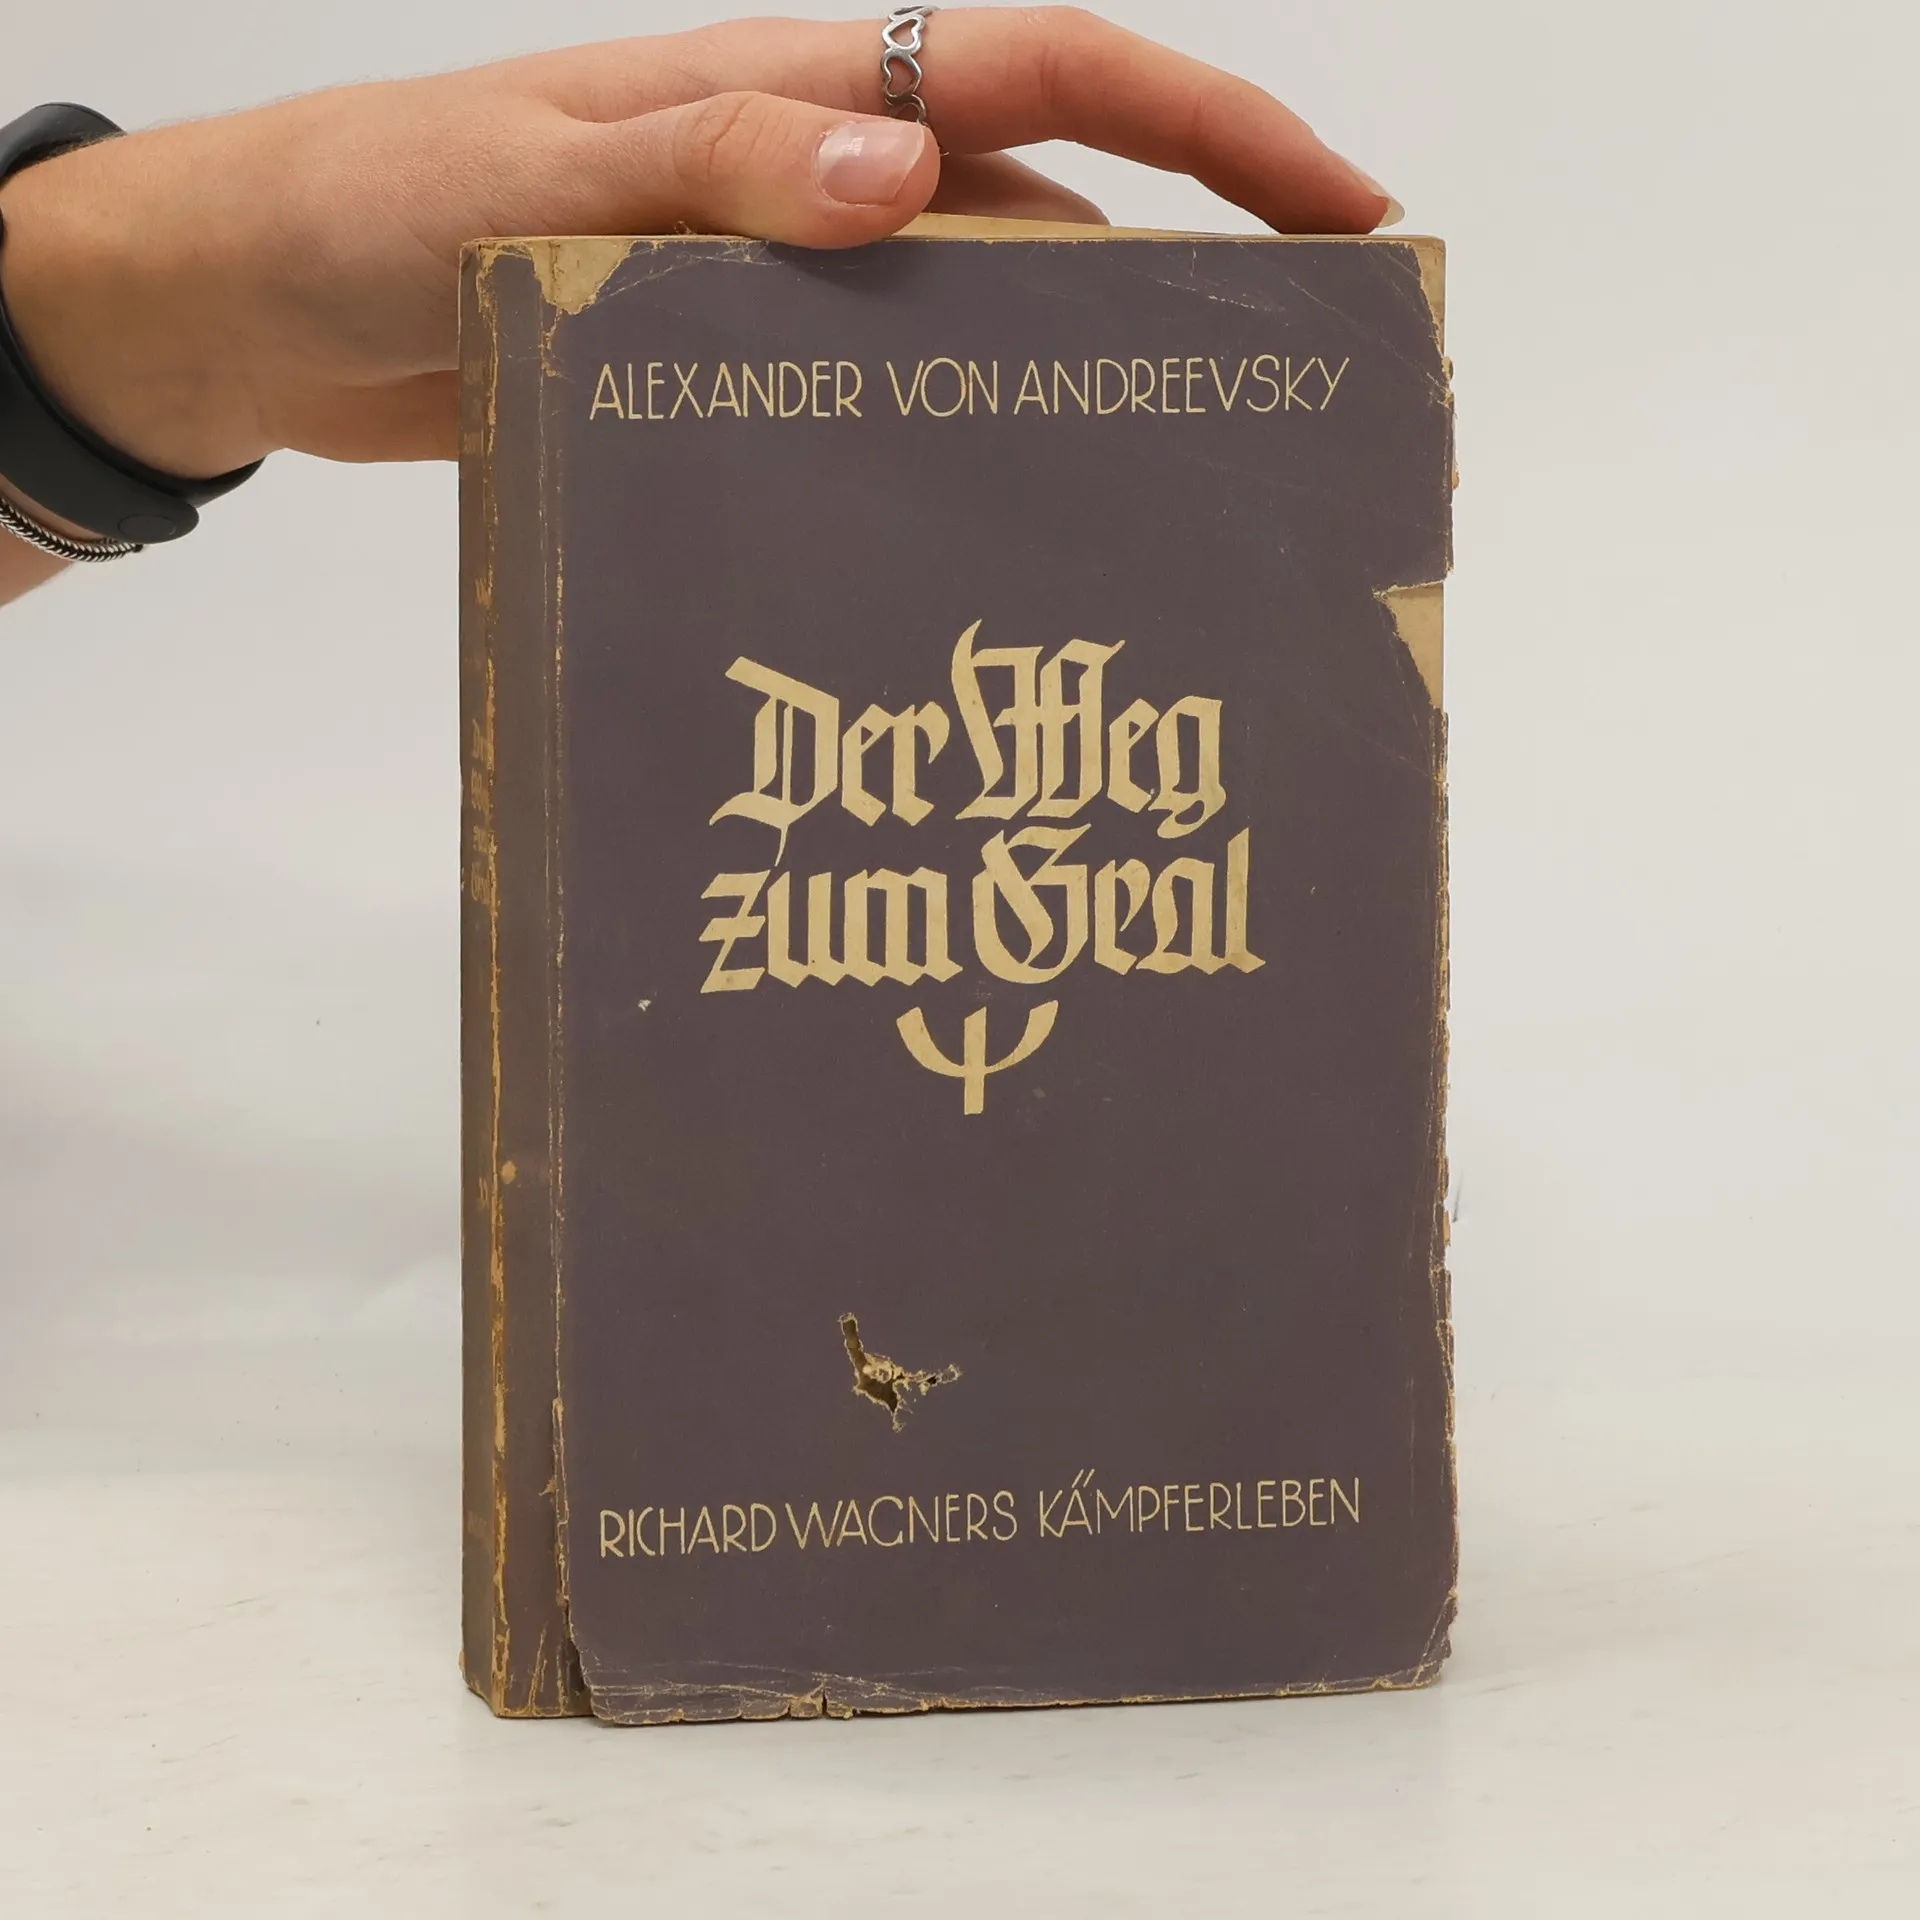 ALEXANDER VON ANDREEVSKY
Der Weg
zum Gral
RICHARD WAGNERS KÄMPFERLEBEN